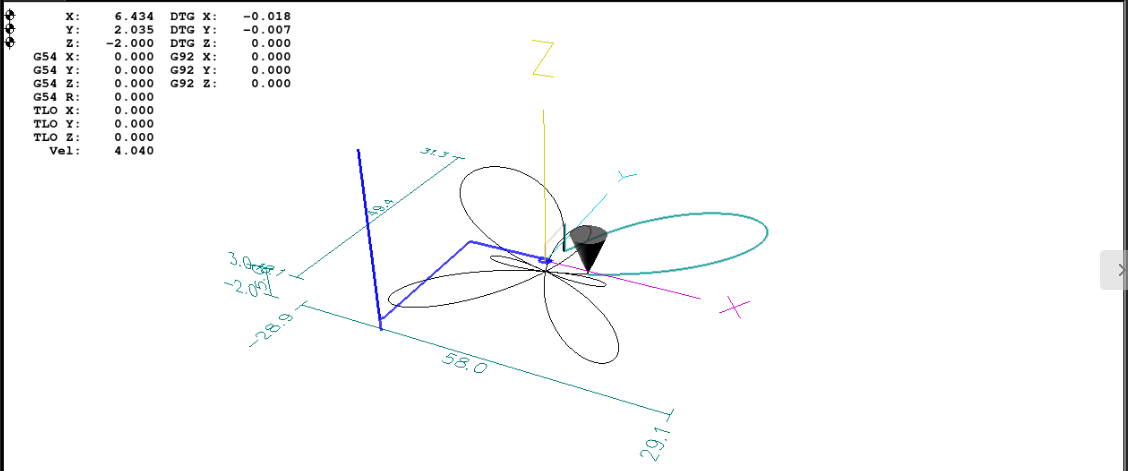 X: 6.434 DTG X: -0.018
Y: 2.035 DTG Y: -0.007
Z: -2.000 DTG Z: 0.000
G54 X: 0.000 G92 X: 0.000
G54 Y: 0.000 G92 Y: 0.000
G54 Z: 0.000 G92 Z: 0.000
G54 R: 0.000
TLO X: 0.000
TLO Y: 0.000
TLO Z: 0.000
Vel: 4.040
Z
31.3
Y
3.0
-2.0
X
-28.9
58.0
29.1